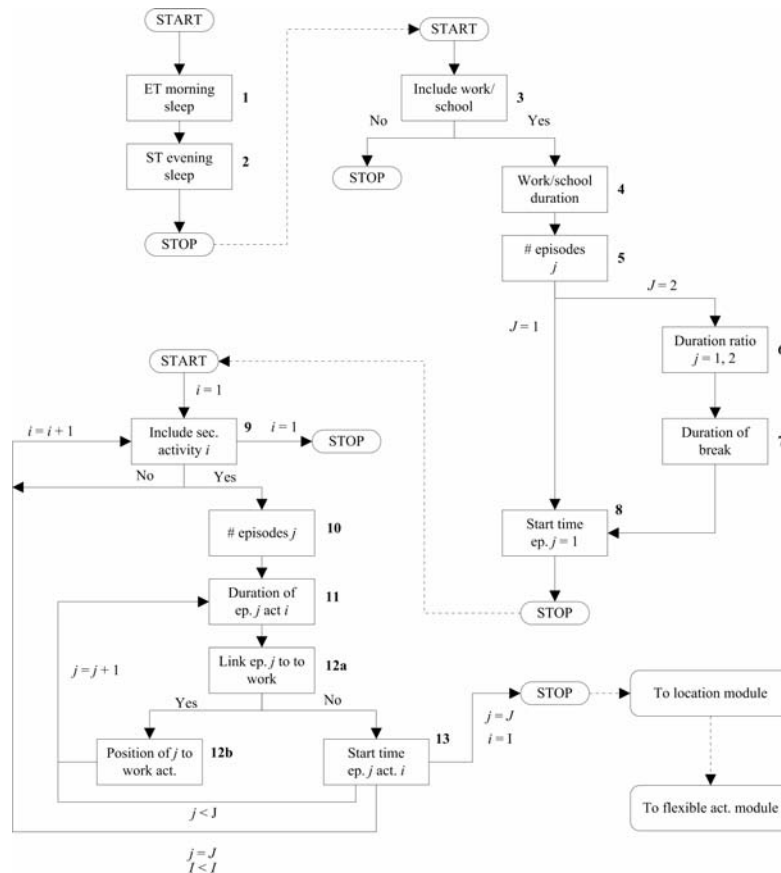 START
ET morning
sleep
1
ST evening
sleep
2
STOP
START
Include work/
school
3
No
Yes
STOP
Work/school
duration
4
# episodes
j
5
J = 2
J = 1
Duration ratio
j = 1, 2
Duration of
break
7
8
Start time
ep. j = 1
STOP
START
i = 1
i = i + 1
Include sec.
activity i
9
i = 1
STOP
No
Yes
# episodes j
10
Duration of
ep. j act i
11
j = j + 1
Link ep. j to to
work
12a
Yes
No
Position of j to
work act.
12b
Start time
ep. j act. i
13
j = J
i = I
STOP
To location module
To flexible act. module
j < J
j = J
I < I